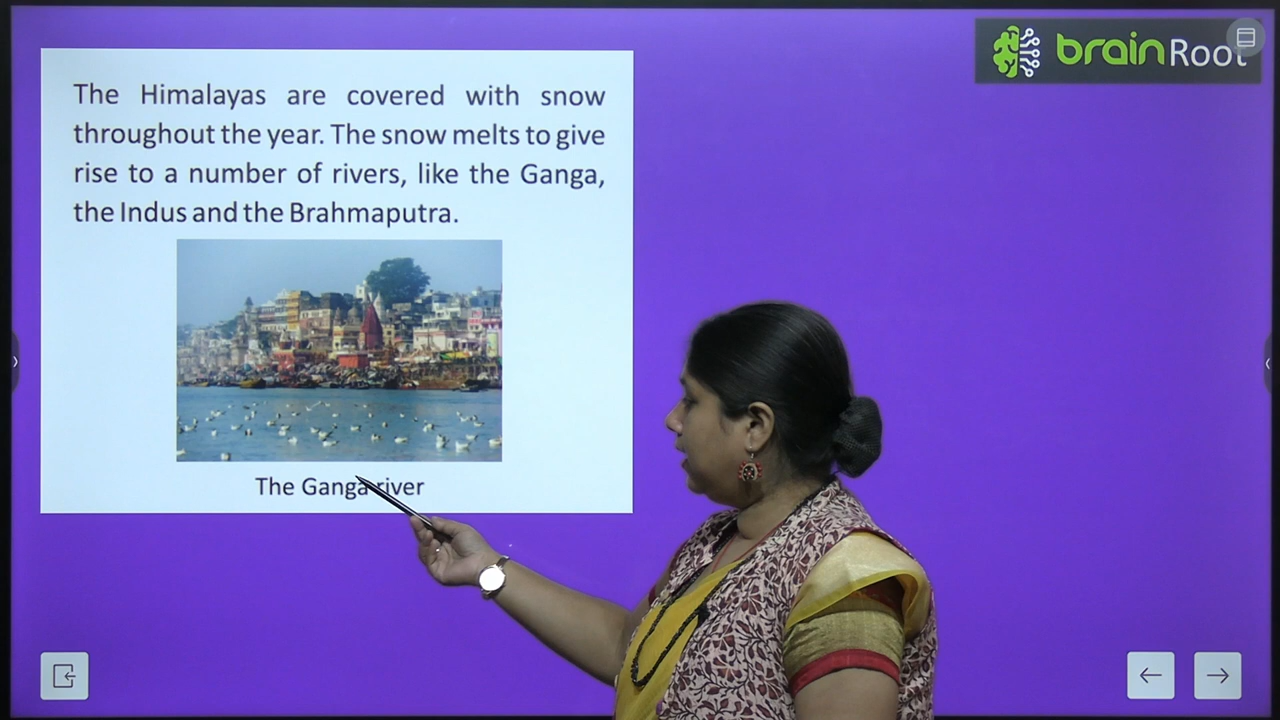 brainRoot
The Himalayas are covered with snow
throughout the year. The snow melts to give
rise to a number of rivers, like the Ganga,
the Indus and the Brahmaputra.
The Ganga river